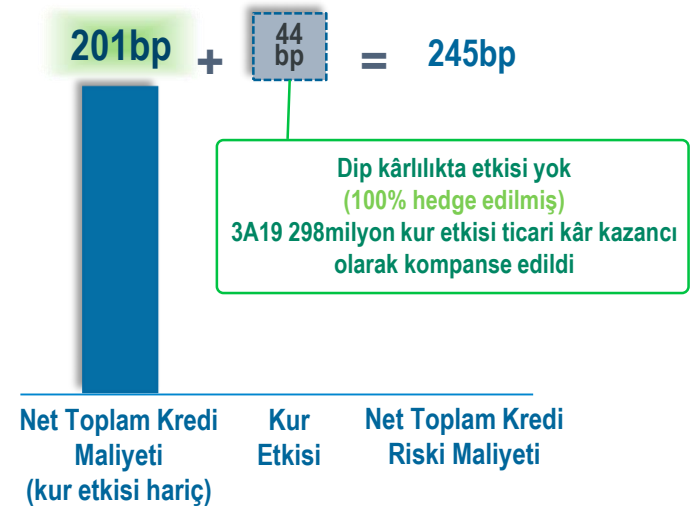 201bp + 44 bp = 245bp
Dip kârlılıkta etkisi yok
(100% hedge edilmiş)
3A19 298milyon kur etkisi ticari kâr kazancı
olarak kompanse edildi
Net Toplam Kredi
Maliyeti
(kur etkisi hariç)
Kur
Etkisi
Net Toplam Kredi
Riski Maliyeti